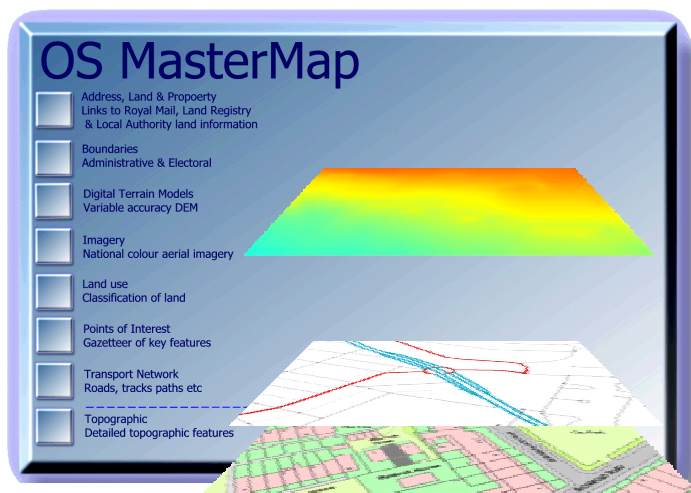 OS MasterMap
Address, Land & Propoerty
Links to Royal Mail, Land Registry
& Local Authority land information
Boundaries
Administrative & Electoral
Digital Terrain Models
Variable accuracy DEM
Imagery
National colour aerial imagery
Land use
Classification of land
Points of Interest
Gazetteer of key features
Transport Network
Roads, tracks paths etc
Topographic
Detailed topographic features